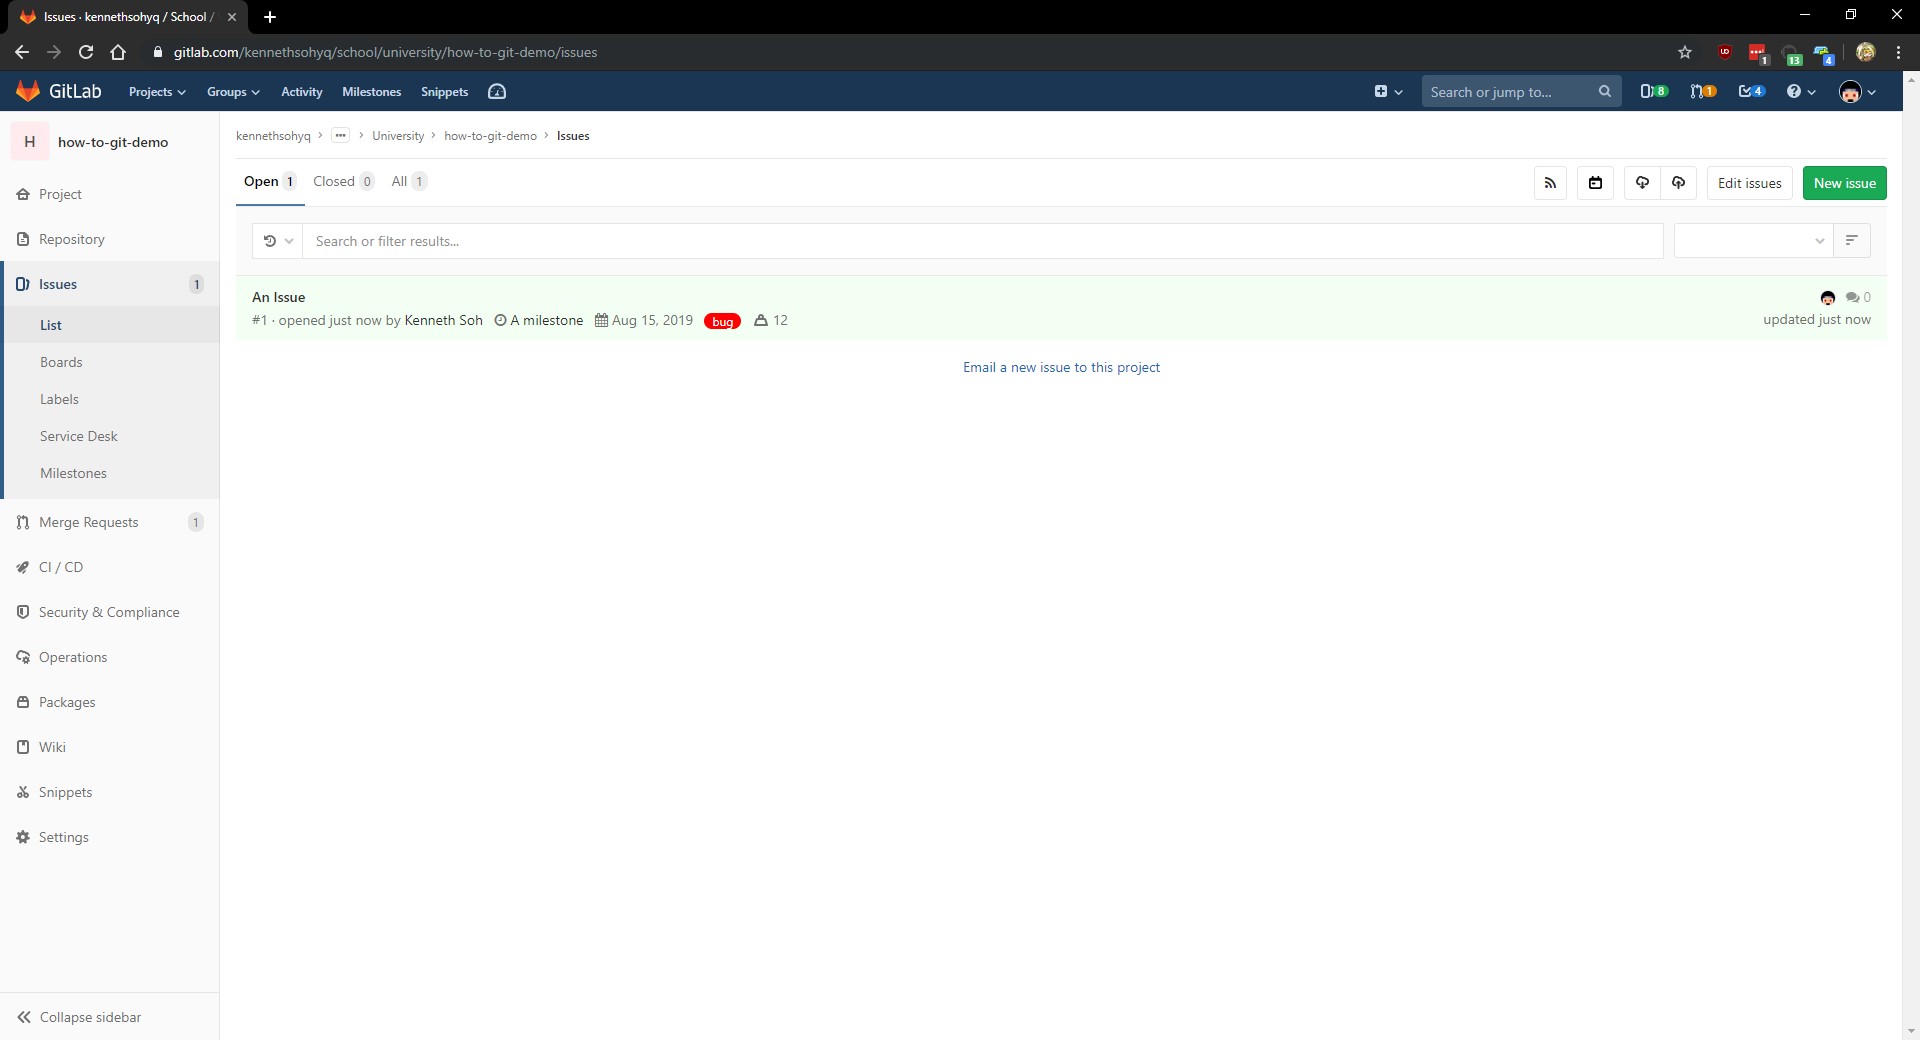 Issues · kennethsohyq / School /
gitlab.com/kennethsohyq/school/university/how-to-git-demo/issues
1
13
4
GitLab
Projects
Groups
Activity
Milestones
Snippets
Search or jump to...
8
1
4
H
how-to-git-demo
kennethsohyq › ... › University › how-to-git-demo › Issues
Open 1
Closed 0
All 1
Edit issues
New issue
Search or filter results...
An Issue
0
#1 · opened just now by Kenneth Soh A milestone Aug 15, 2019 bug 12
updated just now
Email a new issue to this project
Project
Repository
Issues 1
List
Boards
Labels
Service Desk
Milestones
Merge Requests 1
CI / CD
Security & Compliance
Operations
Packages
Wiki
Snippets
Settings
Collapse sidebar